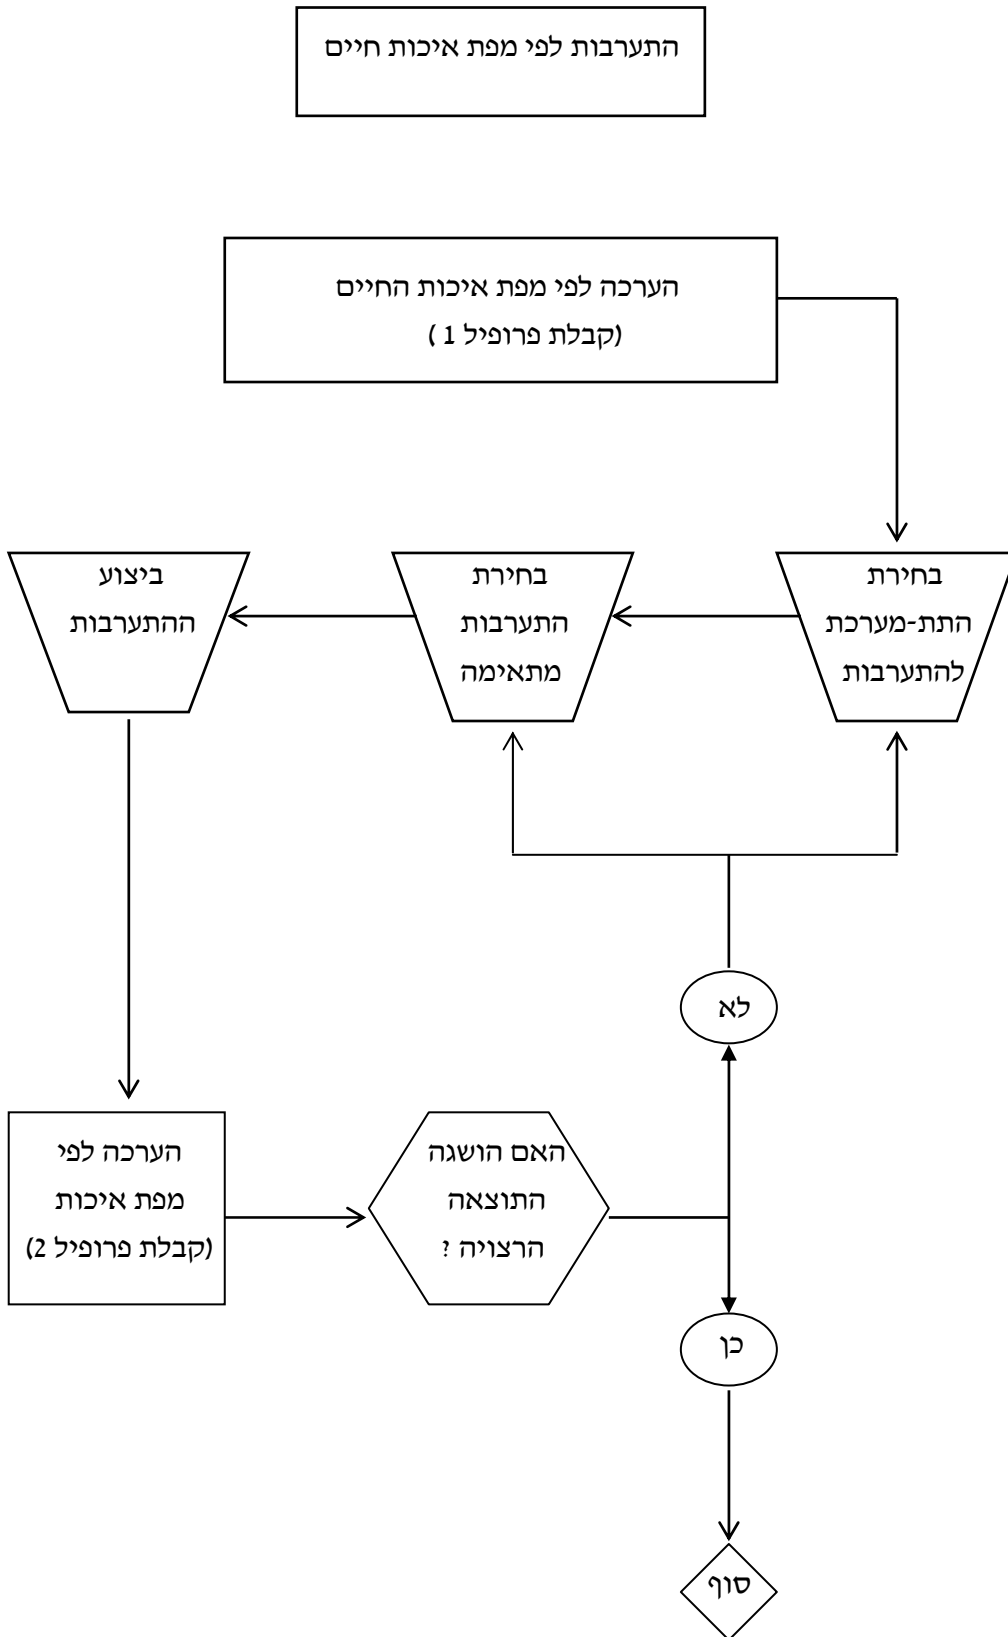 התערבות לפי מפת איכות חיים
הערכה לפי מפת איכות החיים
(קבלת פרופיל 1 )
בחירת
התת-מערכת
להתערבות
בחירת
התערבות
מתאימה
ביצוע
ההתערבות
לא
הערכה לפי
מפת איכות
(קבלת פרופיל 2)
האם הושגה
התוצאה
הרצויה ?
כן
סוף